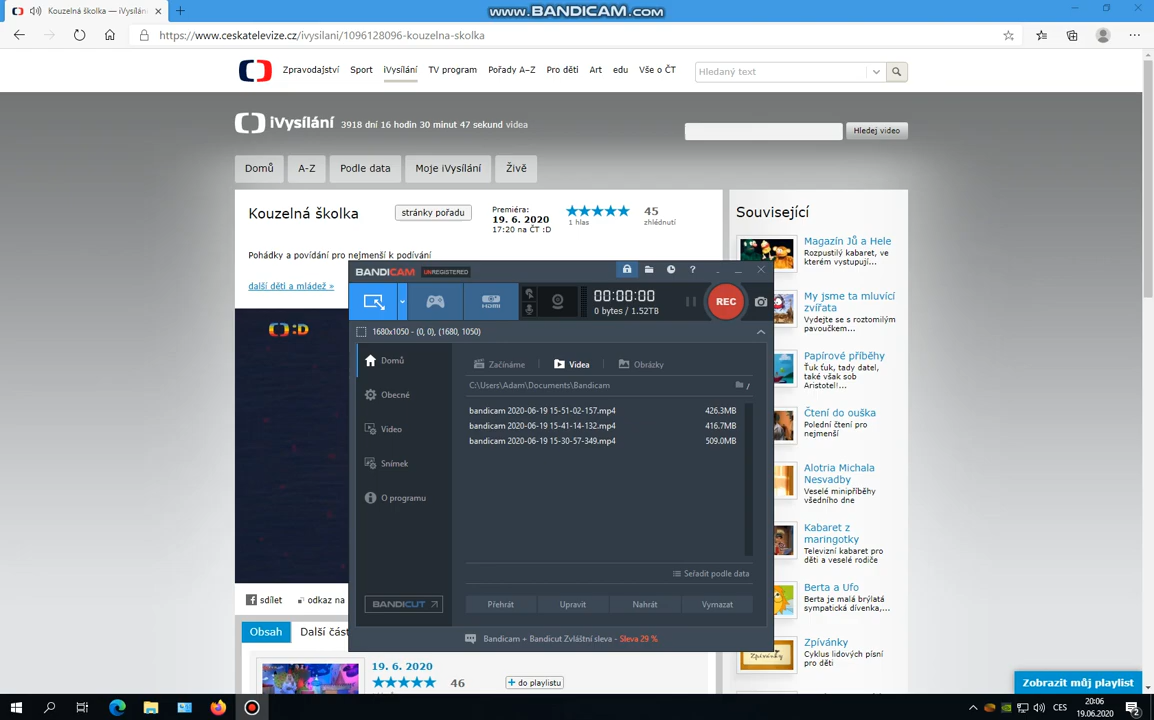 Kouzelná školka — iVysílání
www.BANDICAM.com
https://www.ceskatelevize.cz/ivysilani/1096128096-kouzelna-skolka
Zpravodajství Sport iVysílání TV program Pořady A–Z Pro děti Art edu Vše o ČT
Hledaný text
iVysílání 3918 dní 16 hodin 30 minut 47 sekund videa
Hledej video
Domů A-Z Podle data Moje iVysílání Živě
Kouzelná školka
stránky pořadu
Premiéra:
19. 6. 2020
17:20 na ČT :D
1 hlas
45
zhlédnutí
Pohádky a povídání pro nejmenší k podívání
další děti a mládež »
:D
sdílet
odkaz na
Obsah
Další část
19. 6. 2020
46
+ do playlistu
BANDICAM UNREGISTERED
HDMI
00:00:00
0 bytes / 1.52TB
REC
1680x1050 - (0, 0), (1680, 1050)
Domů
Obecné
Video
Snímek
O programu
BANDICUT
Začínáme
Videa
Obrázky
C:\Users\Adam\Documents\Bandicam
bandicam 2020-06-19 15-51-02-157.mp4 426.3MB
bandicam 2020-06-19 15-41-14-132.mp4 416.7MB
bandicam 2020-06-19 15-30-57-349.mp4 509.0MB
Seřadit podle data
Přehrát Upravit Nahrát Vymazat
Bandicam + Bandicut Zvláštní sleva - Sleva 29 %
Související
Magazín Jů a Hele
Rozpustilý kabaret, ve
kterém vystupují...
My jsme ta mluvící
zvířata
Vydejte se s roztomilým
pavoučkem...
Papírové příběhy
Ťuk ťuk, tady datel,
také však sob
Aristotel!...
Čtení do ouška
Polední čtení pro
nejmenší
Alotria Michala
Nesvadby
Veselé minipříběhy
všedního dne
Kabaret z
maringotky
Televizní kabaret pro
děti a veselé rodiče
Berta a Ufo
Berta je malá brýlatá
sympatická dívenka,...
Zpívánky
Cyklus lidových písní
pro děti
Zpívánky
Zobrazit můj playlist
CES
20:06
19.06.2020
2